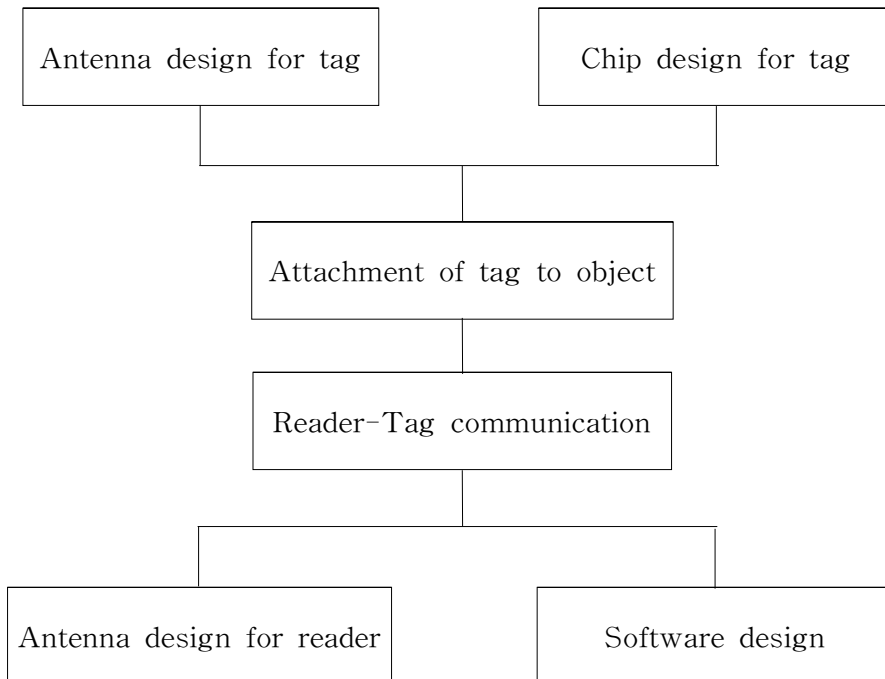 Antenna design for tag
Chip design for tag
Attachment of tag to object
Reader-Tag communication
Antenna design for reader
Software design